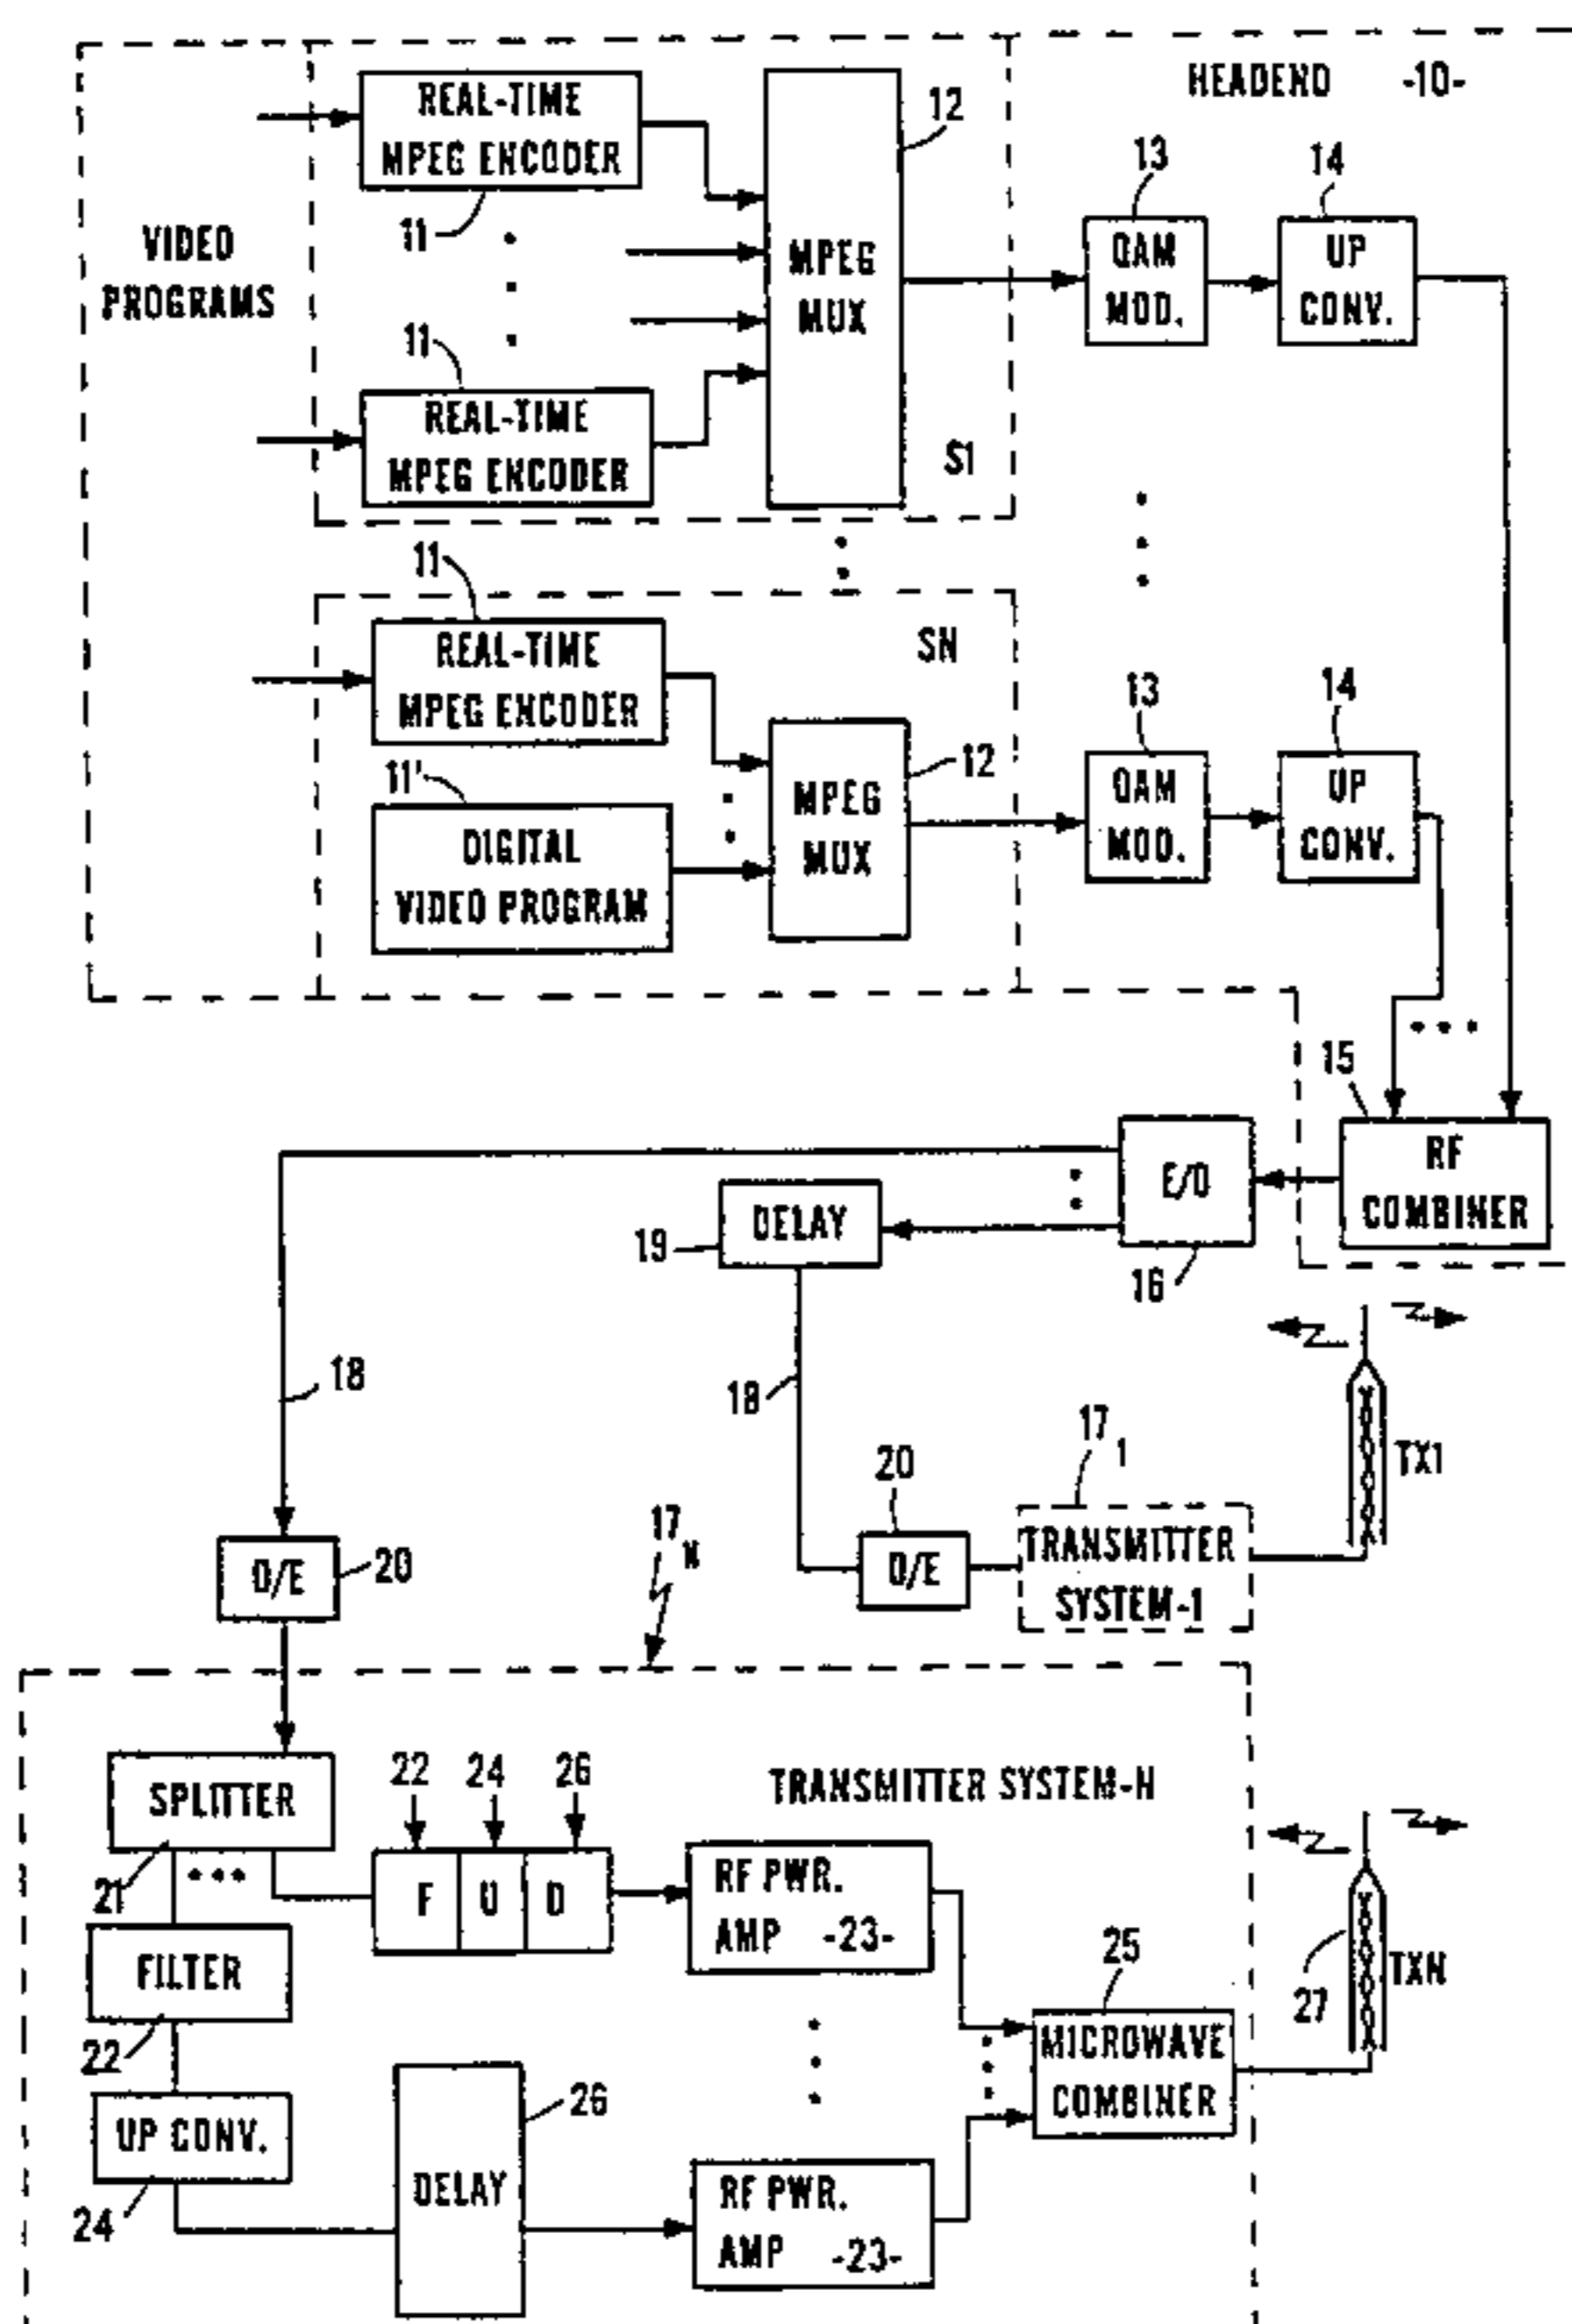 HEADEND -10-
REAL-TIME
MPEG ENCODER
11
VIDEO
PROGRAMS
MPEG
MUX
12
13
QAM
MOD.
14
UP
CONV.
11
REAL-TIME
MPEG ENCODER
S1
11
REAL-TIME
MPEG ENCODER
SN
11'
DIGITAL
VIDEO PROGRAM
MPEG
MUX
12
13
QAM
MOD.
14
UP
CONV.
15
RF
COMBINER
E/O
16
DELAY
19
18
18
20
O/E
17 1
TRANSMITTER
SYSTEM-1
TX1
O/E
20
17 N
SPLITTER
21
22
24
26
F U D
TRANSMITTER SYSTEM-N
RF PWR.
AMP -23-
FILTER
22
UP CONV.
24
DELAY
26
RF PWR.
AMP -23-
25
MICROWAVE
COMBINER
27
TXN